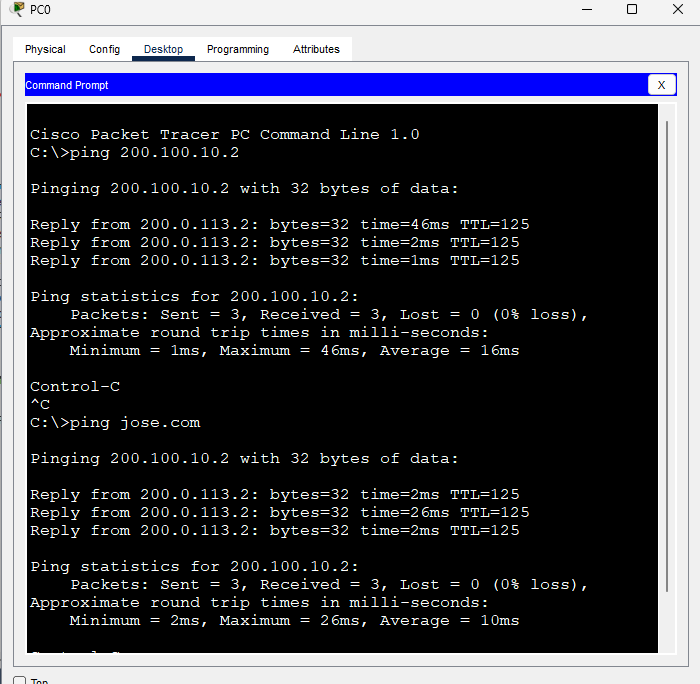 PC0
Physical Config Desktop Programming Attributes
Command Prompt
X
Cisco Packet Tracer PC Command Line 1.0
C:\>ping 200.100.10.2
Pinging 200.100.10.2 with 32 bytes of data:
Reply from 200.0.113.2: bytes=32 time=46ms TTL=125
Reply from 200.0.113.2: bytes=32 time=2ms TTL=125
Reply from 200.0.113.2: bytes=32 time=1ms TTL=125
Ping statistics for 200.100.10.2:
Packets: Sent = 3, Received = 3, Lost = 0 (0% loss),
Approximate round trip times in milli-seconds:
Minimum = 1ms, Maximum = 46ms, Average = 16ms
Control-C
^C
C:\>ping jose.com
Pinging 200.100.10.2 with 32 bytes of data:
Reply from 200.0.113.2: bytes=32 time=2ms TTL=125
Reply from 200.0.113.2: bytes=32 time=26ms TTL=125
Reply from 200.0.113.2: bytes=32 time=2ms TTL=125
Ping statistics for 200.100.10.2:
Packets: Sent = 3, Received = 3, Lost = 0 (0% loss),
Approximate round trip times in milli-seconds:
Minimum = 2ms, Maximum = 26ms, Average = 10ms
Top